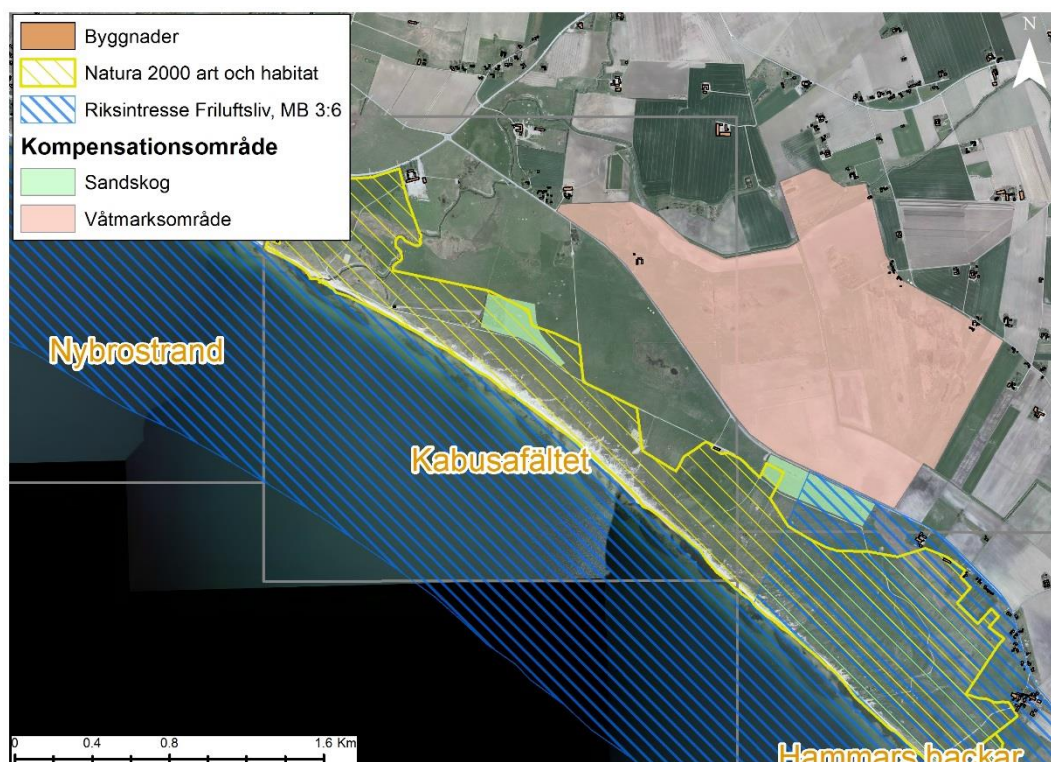 Byggnader
Natura 2000 art och habitat
Riksintresse Friluftsliv, MB 3:6
Kompensationsområde
Sandskog
Våtmarksområde
N
Nybrostrand
Kabusafältet
Hammars backar
0 0.4 0.8 1.6 Km